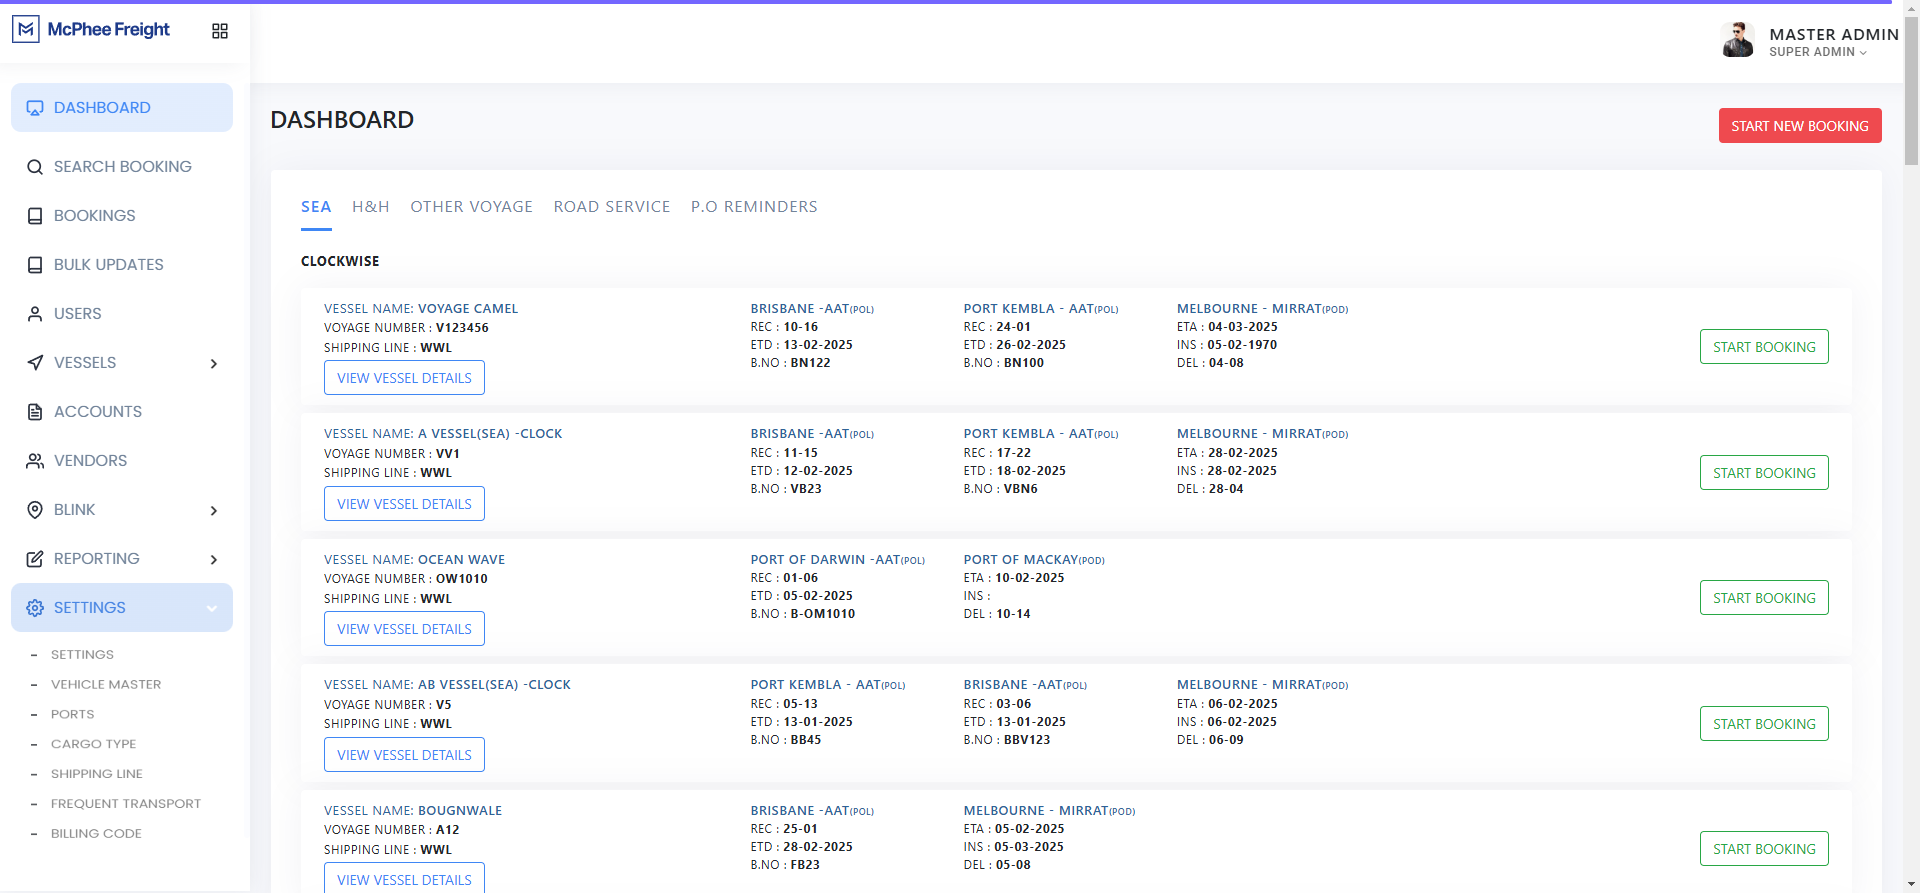 McPhee Freight
MASTER ADMIN
SUPER ADMIN
DASHBOARD
SEARCH BOOKING
BOOKINGS
BULK UPDATES
USERS
VESSELS
ACCOUNTS
VENDORS
BLINK
REPORTING
SETTINGS
- SETTINGS
- VEHICLE MASTER
- PORTS
- CARGO TYPE
- SHIPPING LINE
- FREQUENT TRANSPORT
- BILLING CODE
DASHBOARD
START NEW BOOKING
SEA H&H OTHER VOYAGE ROAD SERVICE P.O REMINDERS
CLOCKWISE
VESSEL NAME: VOYAGE CAMEL
VOYAGE NUMBER : V123456
SHIPPING LINE : WWL
VIEW VESSEL DETAILS
BRISBANE -AAT(POL)
REC : 10-16
ETD : 13-02-2025
B.NO : BN122
PORT KEMBLA - AAT(POL)
REC : 24-01
ETD : 26-02-2025
B.NO : BN100
MELBOURNE - MIRRAT(POD)
ETA : 04-03-2025
INS : 05-02-1970
DEL : 04-08
START BOOKING
VESSEL NAME: A VESSEL(SEA) -CLOCK
VOYAGE NUMBER : VV1
SHIPPING LINE : WWL
VIEW VESSEL DETAILS
BRISBANE -AAT(POL)
REC : 11-15
ETD : 12-02-2025
B.NO : VB23
PORT KEMBLA - AAT(POL)
REC : 17-22
ETD : 18-02-2025
B.NO : VBN6
MELBOURNE - MIRRAT(POD)
ETA : 28-02-2025
INS : 28-02-2025
DEL : 28-04
START BOOKING
VESSEL NAME: OCEAN WAVE
VOYAGE NUMBER : OW1010
SHIPPING LINE : WWL
VIEW VESSEL DETAILS
PORT OF DARWIN -AAT(POL)
REC : 01-06
ETD : 05-02-2025
B.NO : B-OM1010
PORT OF MACKAY(POD)
ETA : 10-02-2025
INS :
DEL : 10-14
START BOOKING
VESSEL NAME: AB VESSEL(SEA) -CLOCK
VOYAGE NUMBER : V5
SHIPPING LINE : WWL
VIEW VESSEL DETAILS
PORT KEMBLA - AAT(POL)
REC : 05-13
ETD : 13-01-2025
B.NO : BB45
BRISBANE -AAT(POL)
REC : 03-06
ETD : 13-01-2025
B.NO : BBV123
MELBOURNE - MIRRAT(POD)
ETA : 06-02-2025
INS : 06-02-2025
DEL : 06-09
START BOOKING
VESSEL NAME: BOUGNWALE
VOYAGE NUMBER : A12
SHIPPING LINE : WWL
VIEW VESSEL DETAILS
BRISBANE -AAT(POL)
REC : 25-01
ETD : 28-02-2025
B.NO : FB23
MELBOURNE - MIRRAT(POD)
ETA : 05-02-2025
INS : 05-03-2025
DEL : 05-08
START BOOKING